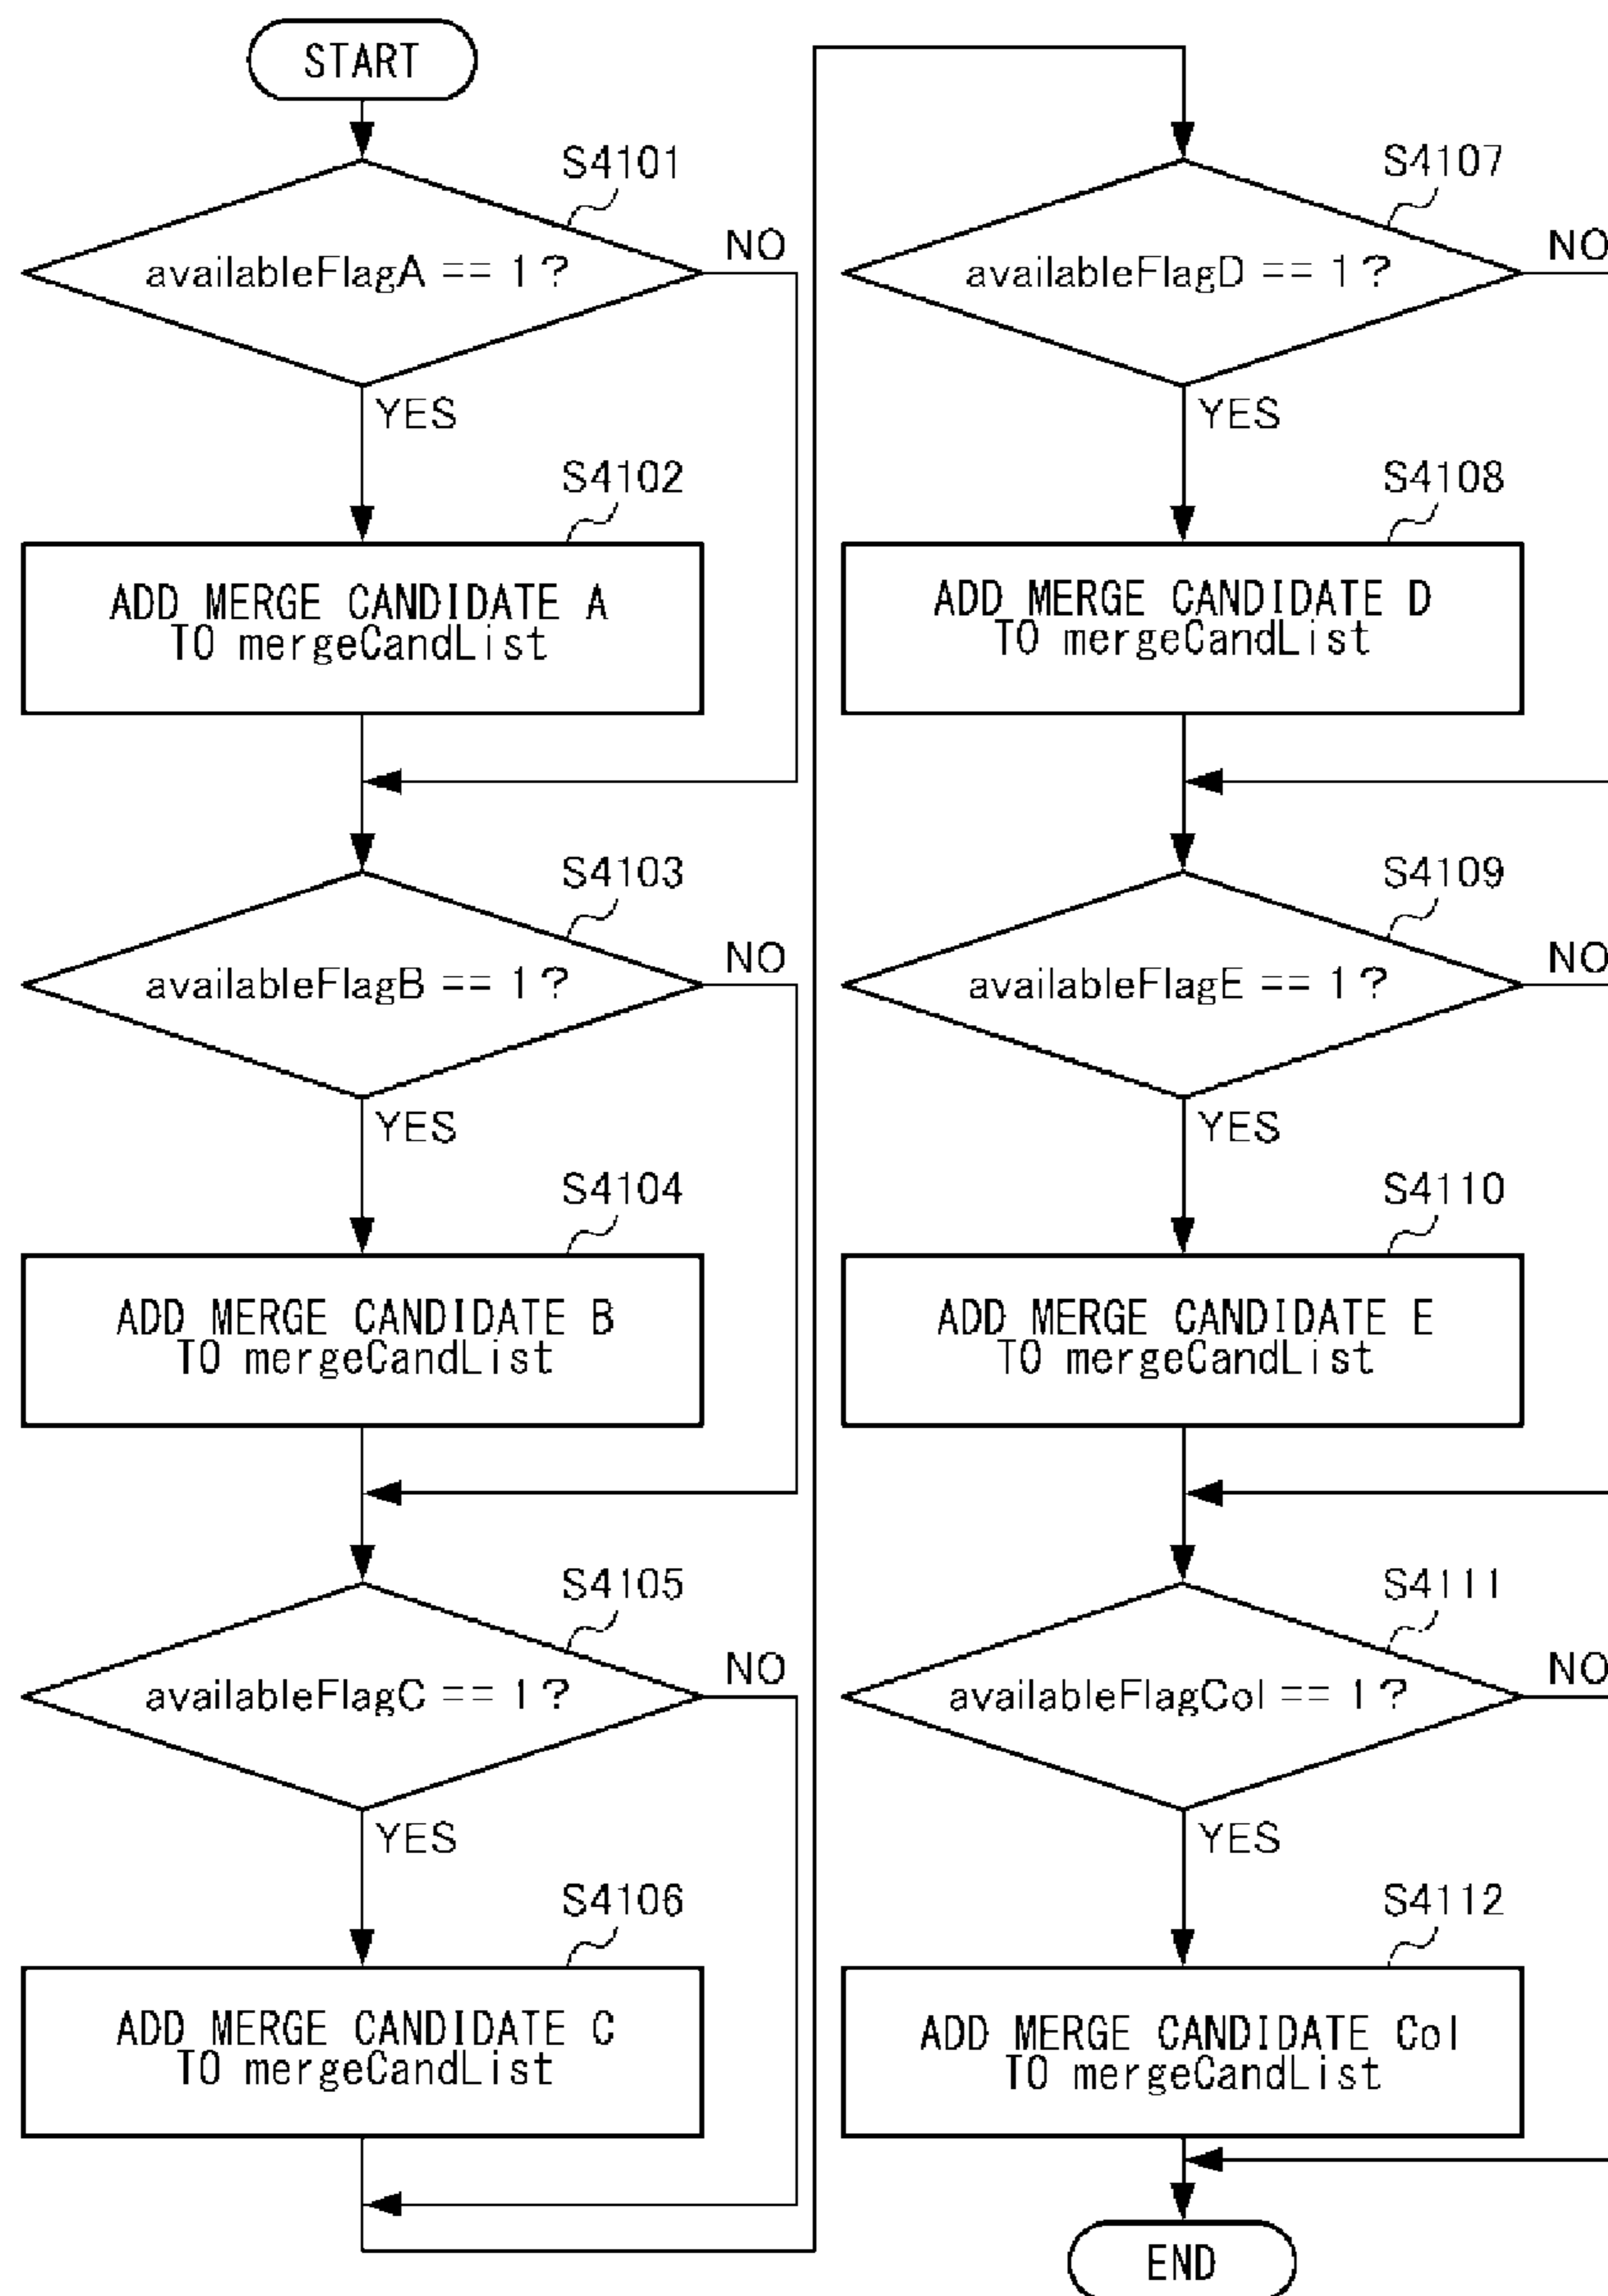 START
S4101
availableFlagA == 1?
NO
YES
S4102
ADD MERGE CANDIDATE A
TO mergeCandList
S4103
availableFlagB == 1?
NO
YES
S4104
ADD MERGE CANDIDATE B
TO mergeCandList
S4105
availableFlagC == 1?
NO
YES
S4106
ADD MERGE CANDIDATE C
TO mergeCandList
S4107
availableFlagD == 1?
NO
YES
S4108
ADD MERGE CANDIDATE D
TO mergeCandList
S4109
availableFlagE == 1?
NO
YES
S4110
ADD MERGE CANDIDATE E
TO mergeCandList
S4111
availableFlagCol == 1?
NO
YES
S4112
ADD MERGE CANDIDATE Col
TO mergeCandList
END